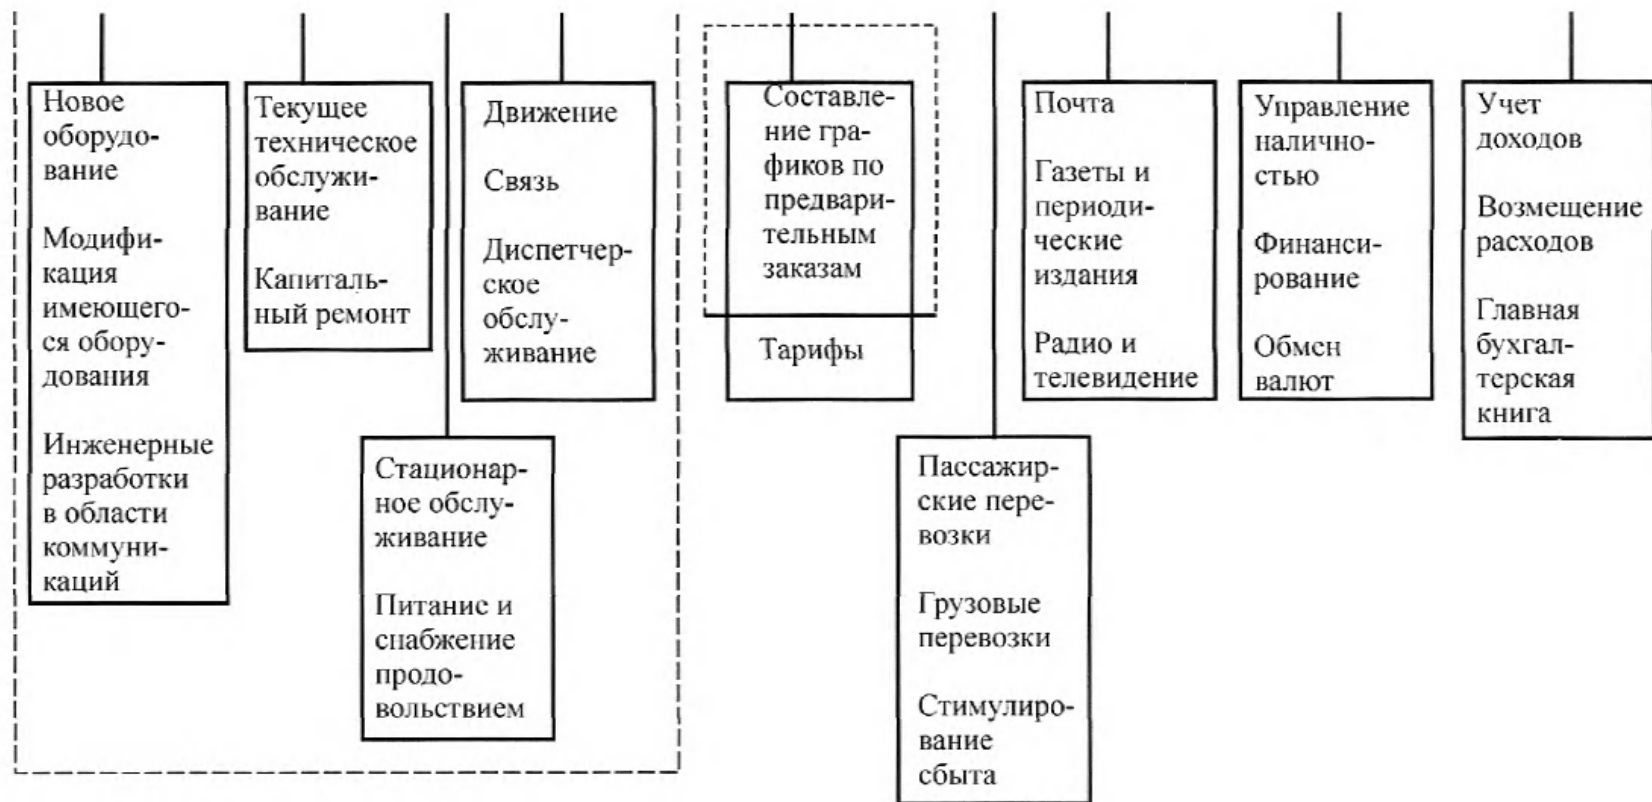 Новое
оборудо-
вание
Модифи-
кация
имеющего-
ся обору-
дования
Инженерные
разработки
в области
коммуни-
каций
Текущее
техническое
обслужи-
вание
Капиталь-
ный ремонт
Движение
Связь
Диспетчер-
ское
обслу-
живание
Стационар-
ное обслу-
живание
Питание и
снабжение
продо-
вольствием
Составле-
ние гра-
фиков по
предвари-
тельным
заказам
Тарифы
Пассажир-
ские пере-
возки
Грузовые
перевозки
Стимулиро-
вание
сбыта
Почта
Газеты и
периоди-
ческие
издания
Радио и
телевидение
Управление
налично-
стью
Финанси-
рование
Обмен
валют
Учет
доходов
Возмещение
расходов
Главная
бухгал-
терская
книга